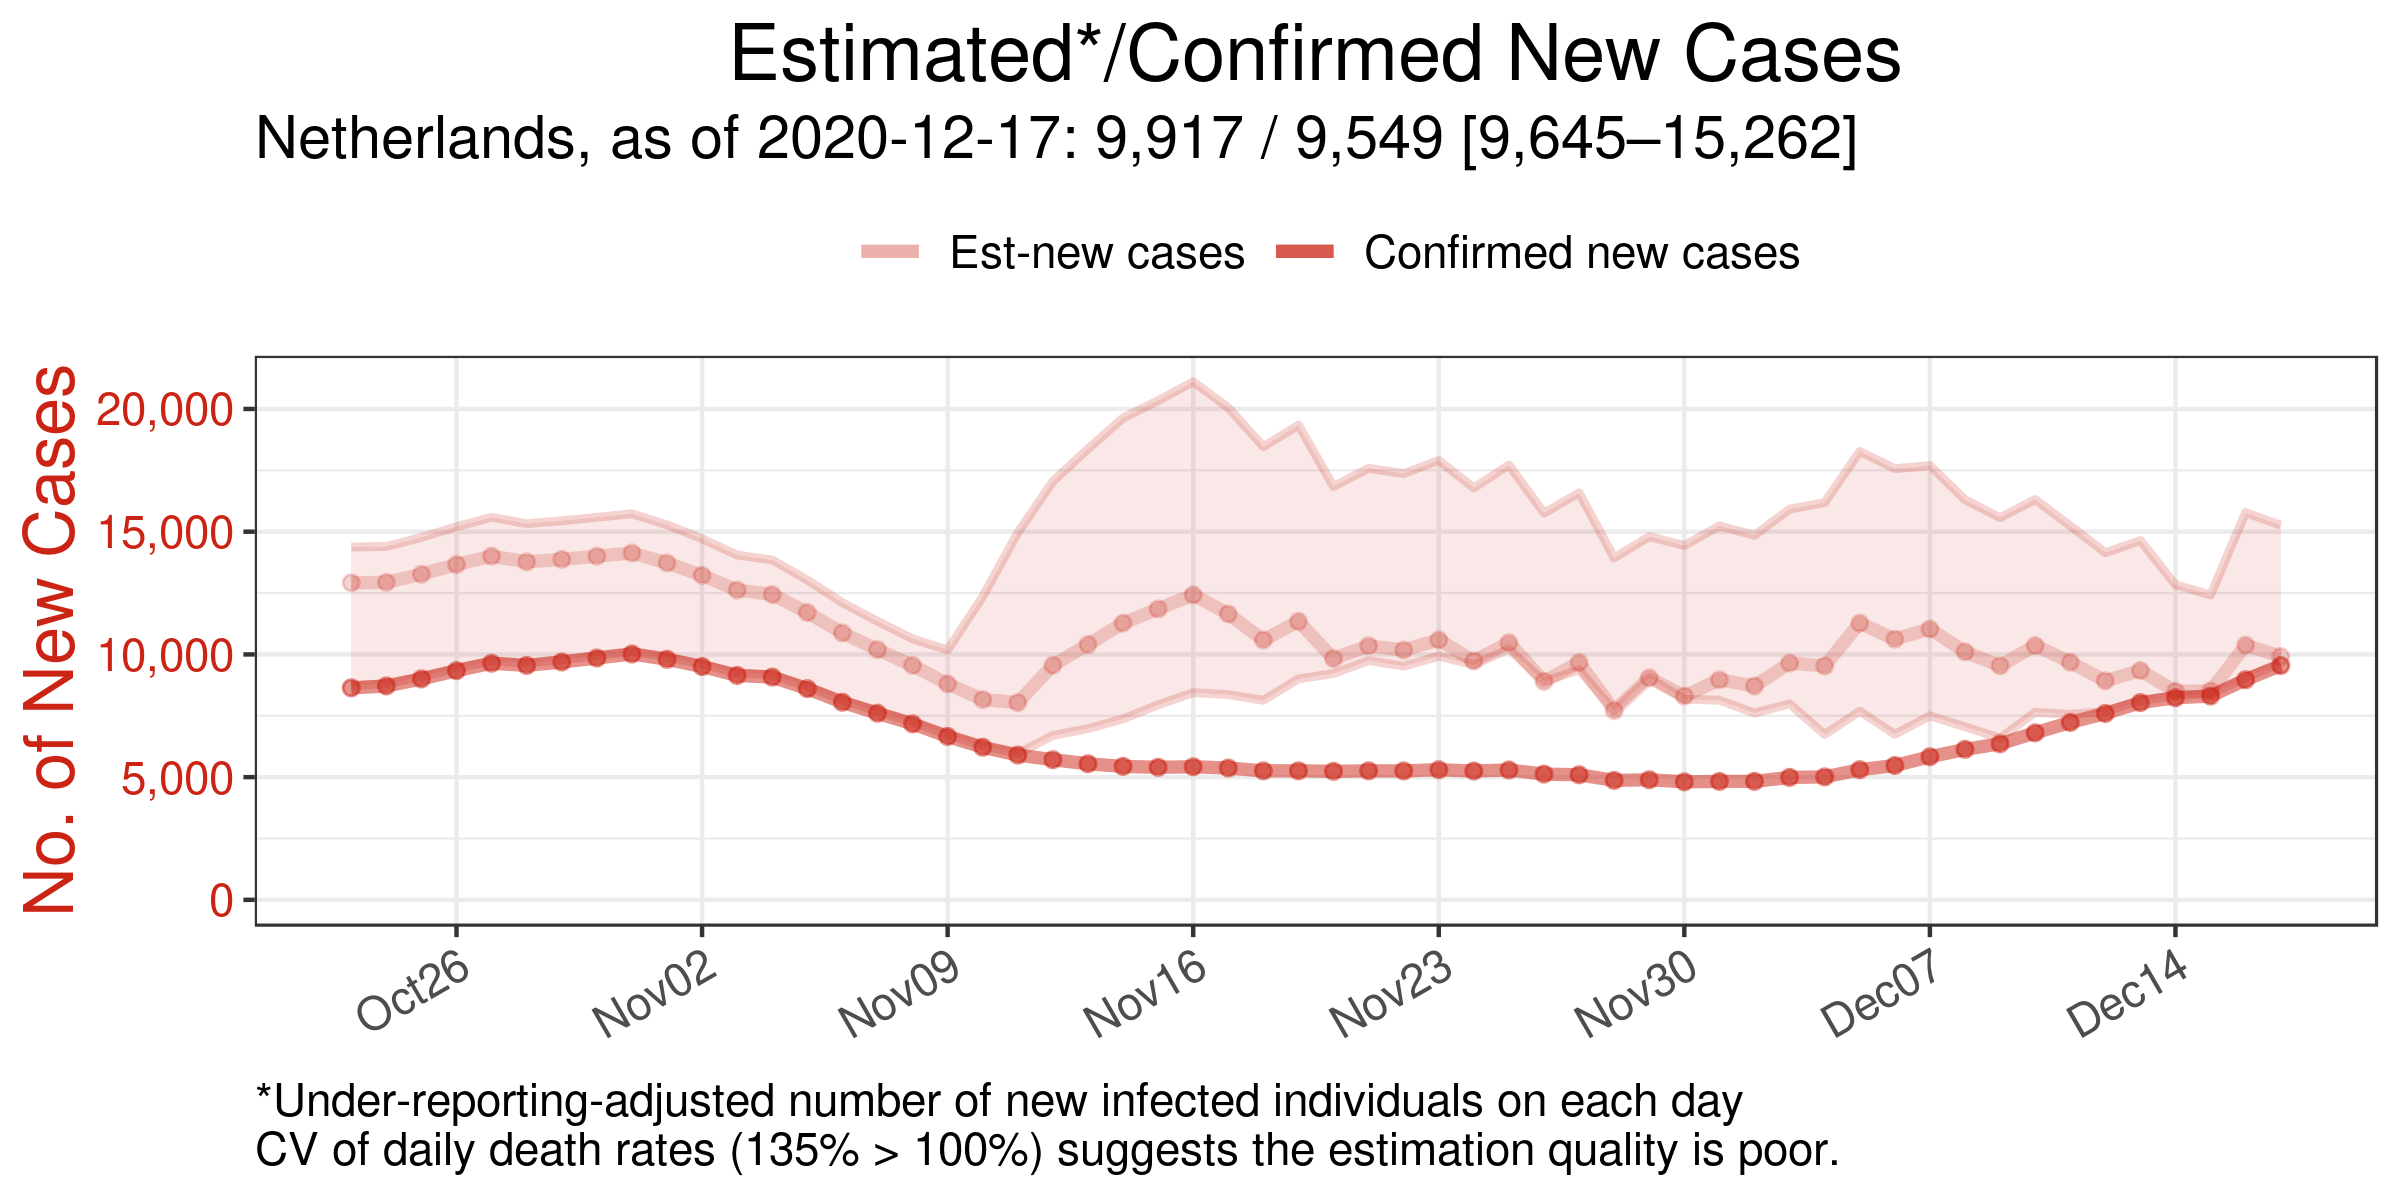 Estimated*/Confirmed New Cases
Netherlands, as of 2020-12-17: 9,917 / 9,549 [9,645–15,262]
Est-new cases
Confirmed new cases
No. of New Cases
20,000
15,000
10,000
5,000
0
Oct26
Nov02
Nov09
Nov16
Nov23
Nov30
Dec07
Dec14
*Under-reporting-adjusted number of new infected individuals on each day
CV of daily death rates (135% > 100%) suggests the estimation quality is poor.